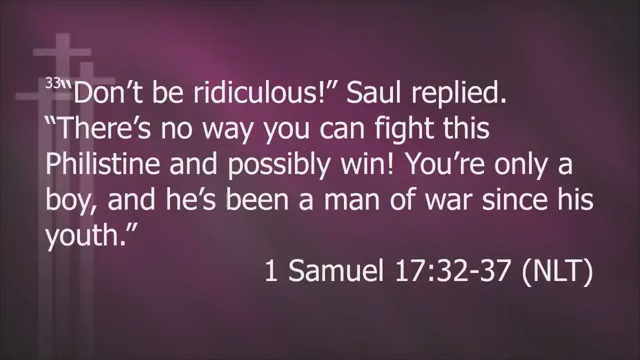 33“Don’t be ridiculous!” Saul replied.
“There’s no way you can fight this
Philistine and possibly win! You’re only a
boy, and he’s been a man of war since his
youth.”
1 Samuel 17:32-37 (NLT)